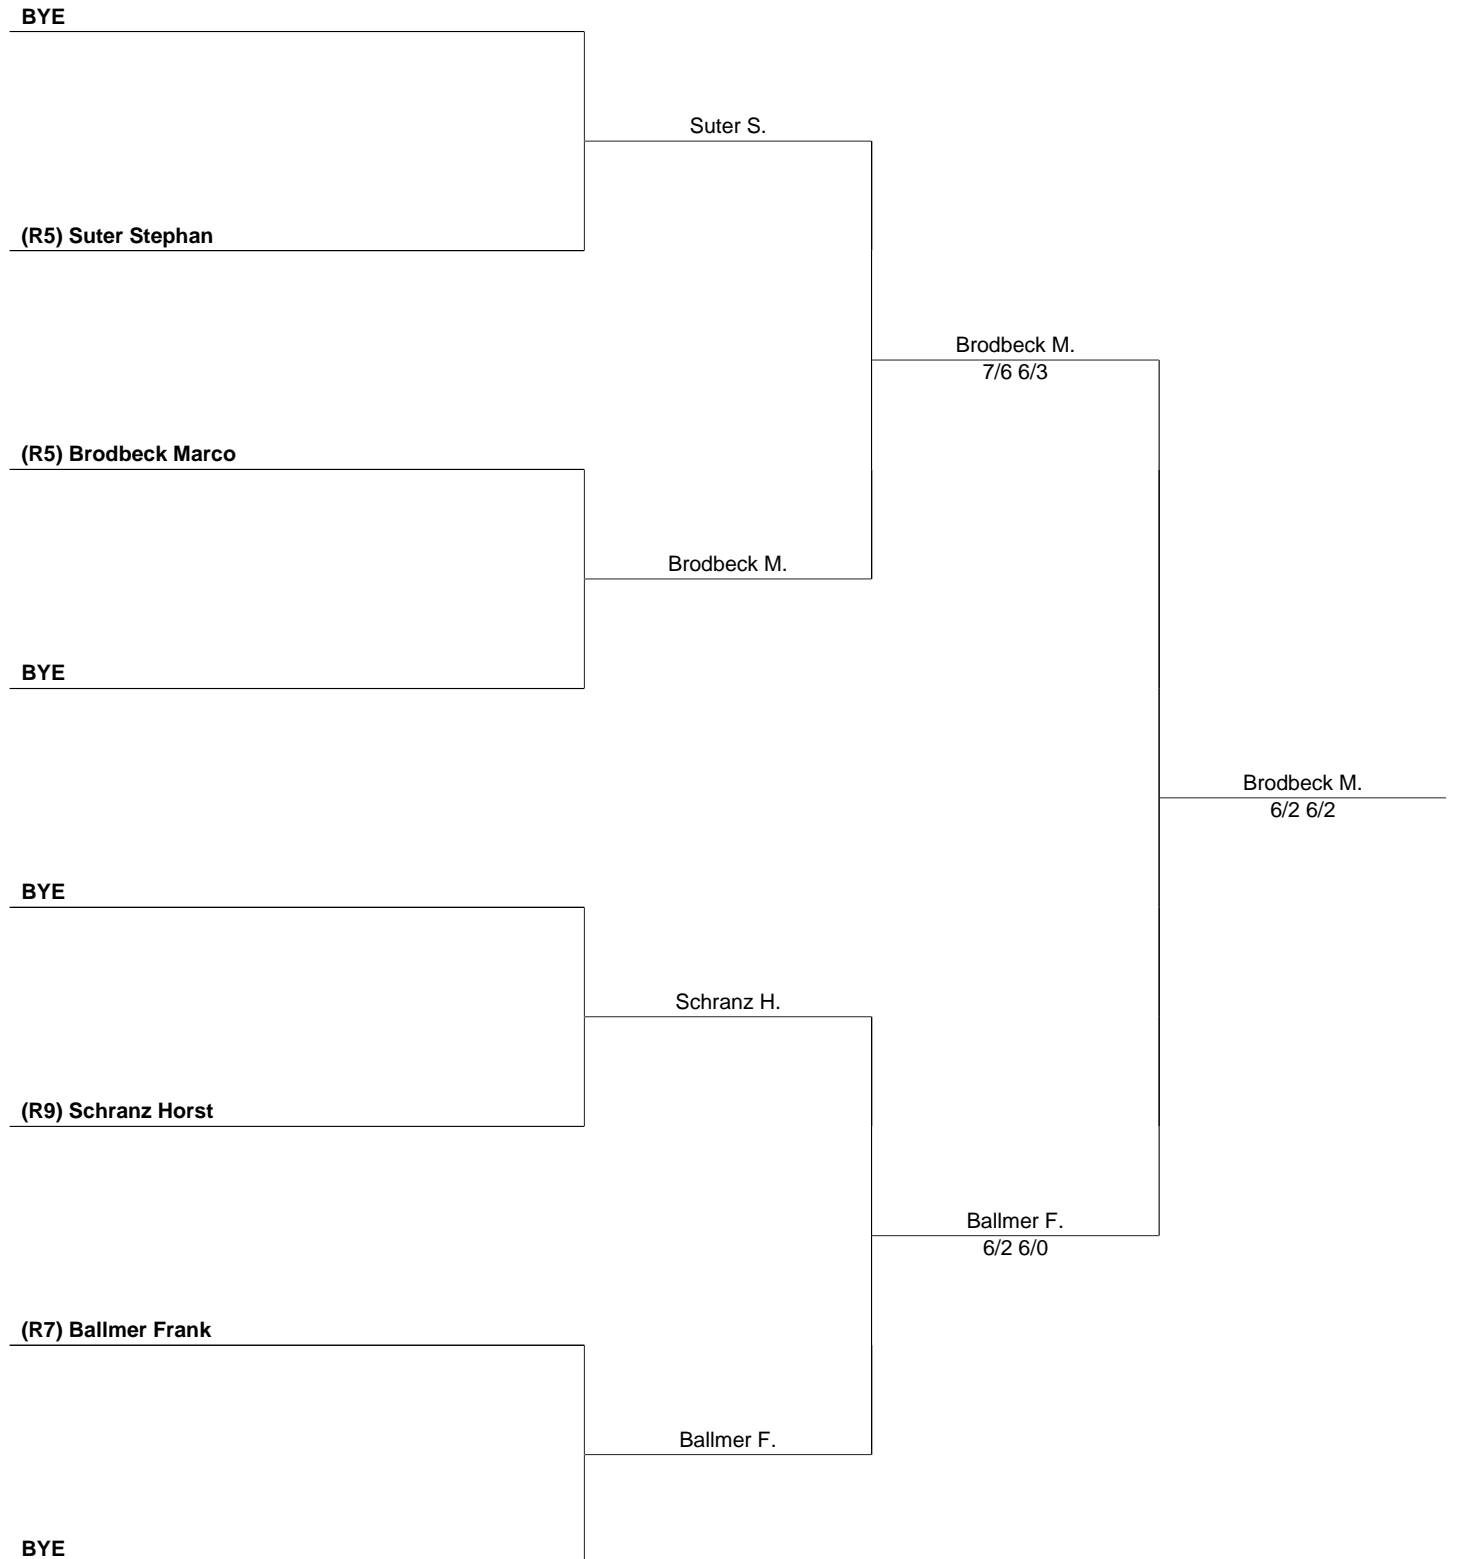 BYE
Suter S.
(R5) Suter Stephan
Brodbeck M.
7/6 6/3
(R5) Brodbeck Marco
Brodbeck M.
BYE
Brodbeck M.
6/2 6/2
BYE
Schranz H.
(R9) Schranz Horst
Ballmer F.
6/2 6/0
(R7) Ballmer Frank
Ballmer F.
BYE